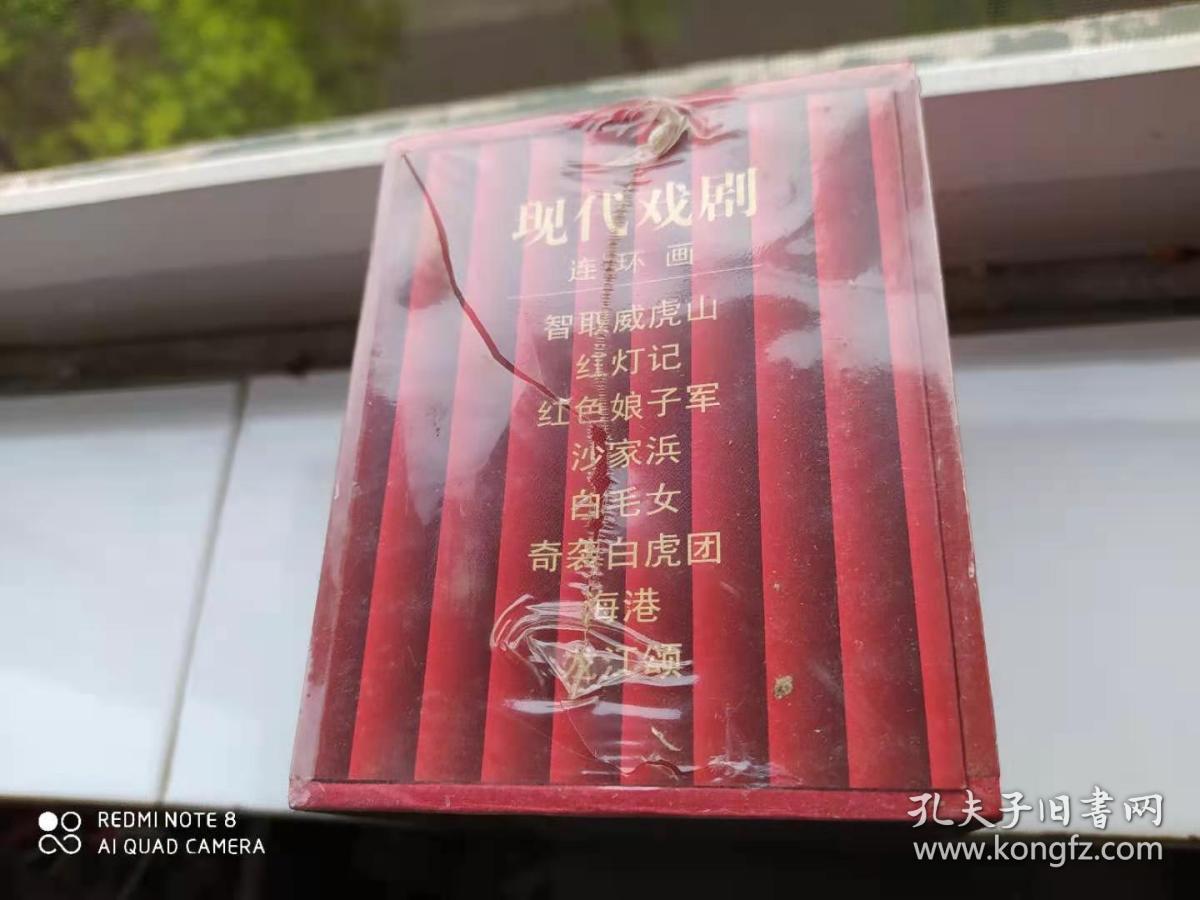 现代戏剧
连环画
智取威虎山
红灯记
红色娘子军
沙家浜
白毛女
奇袭白虎团
海港
龙江颂
REDMI NOTE 8
AI QUAD CAMERA
孔夫子旧书网
www.kongfz.com